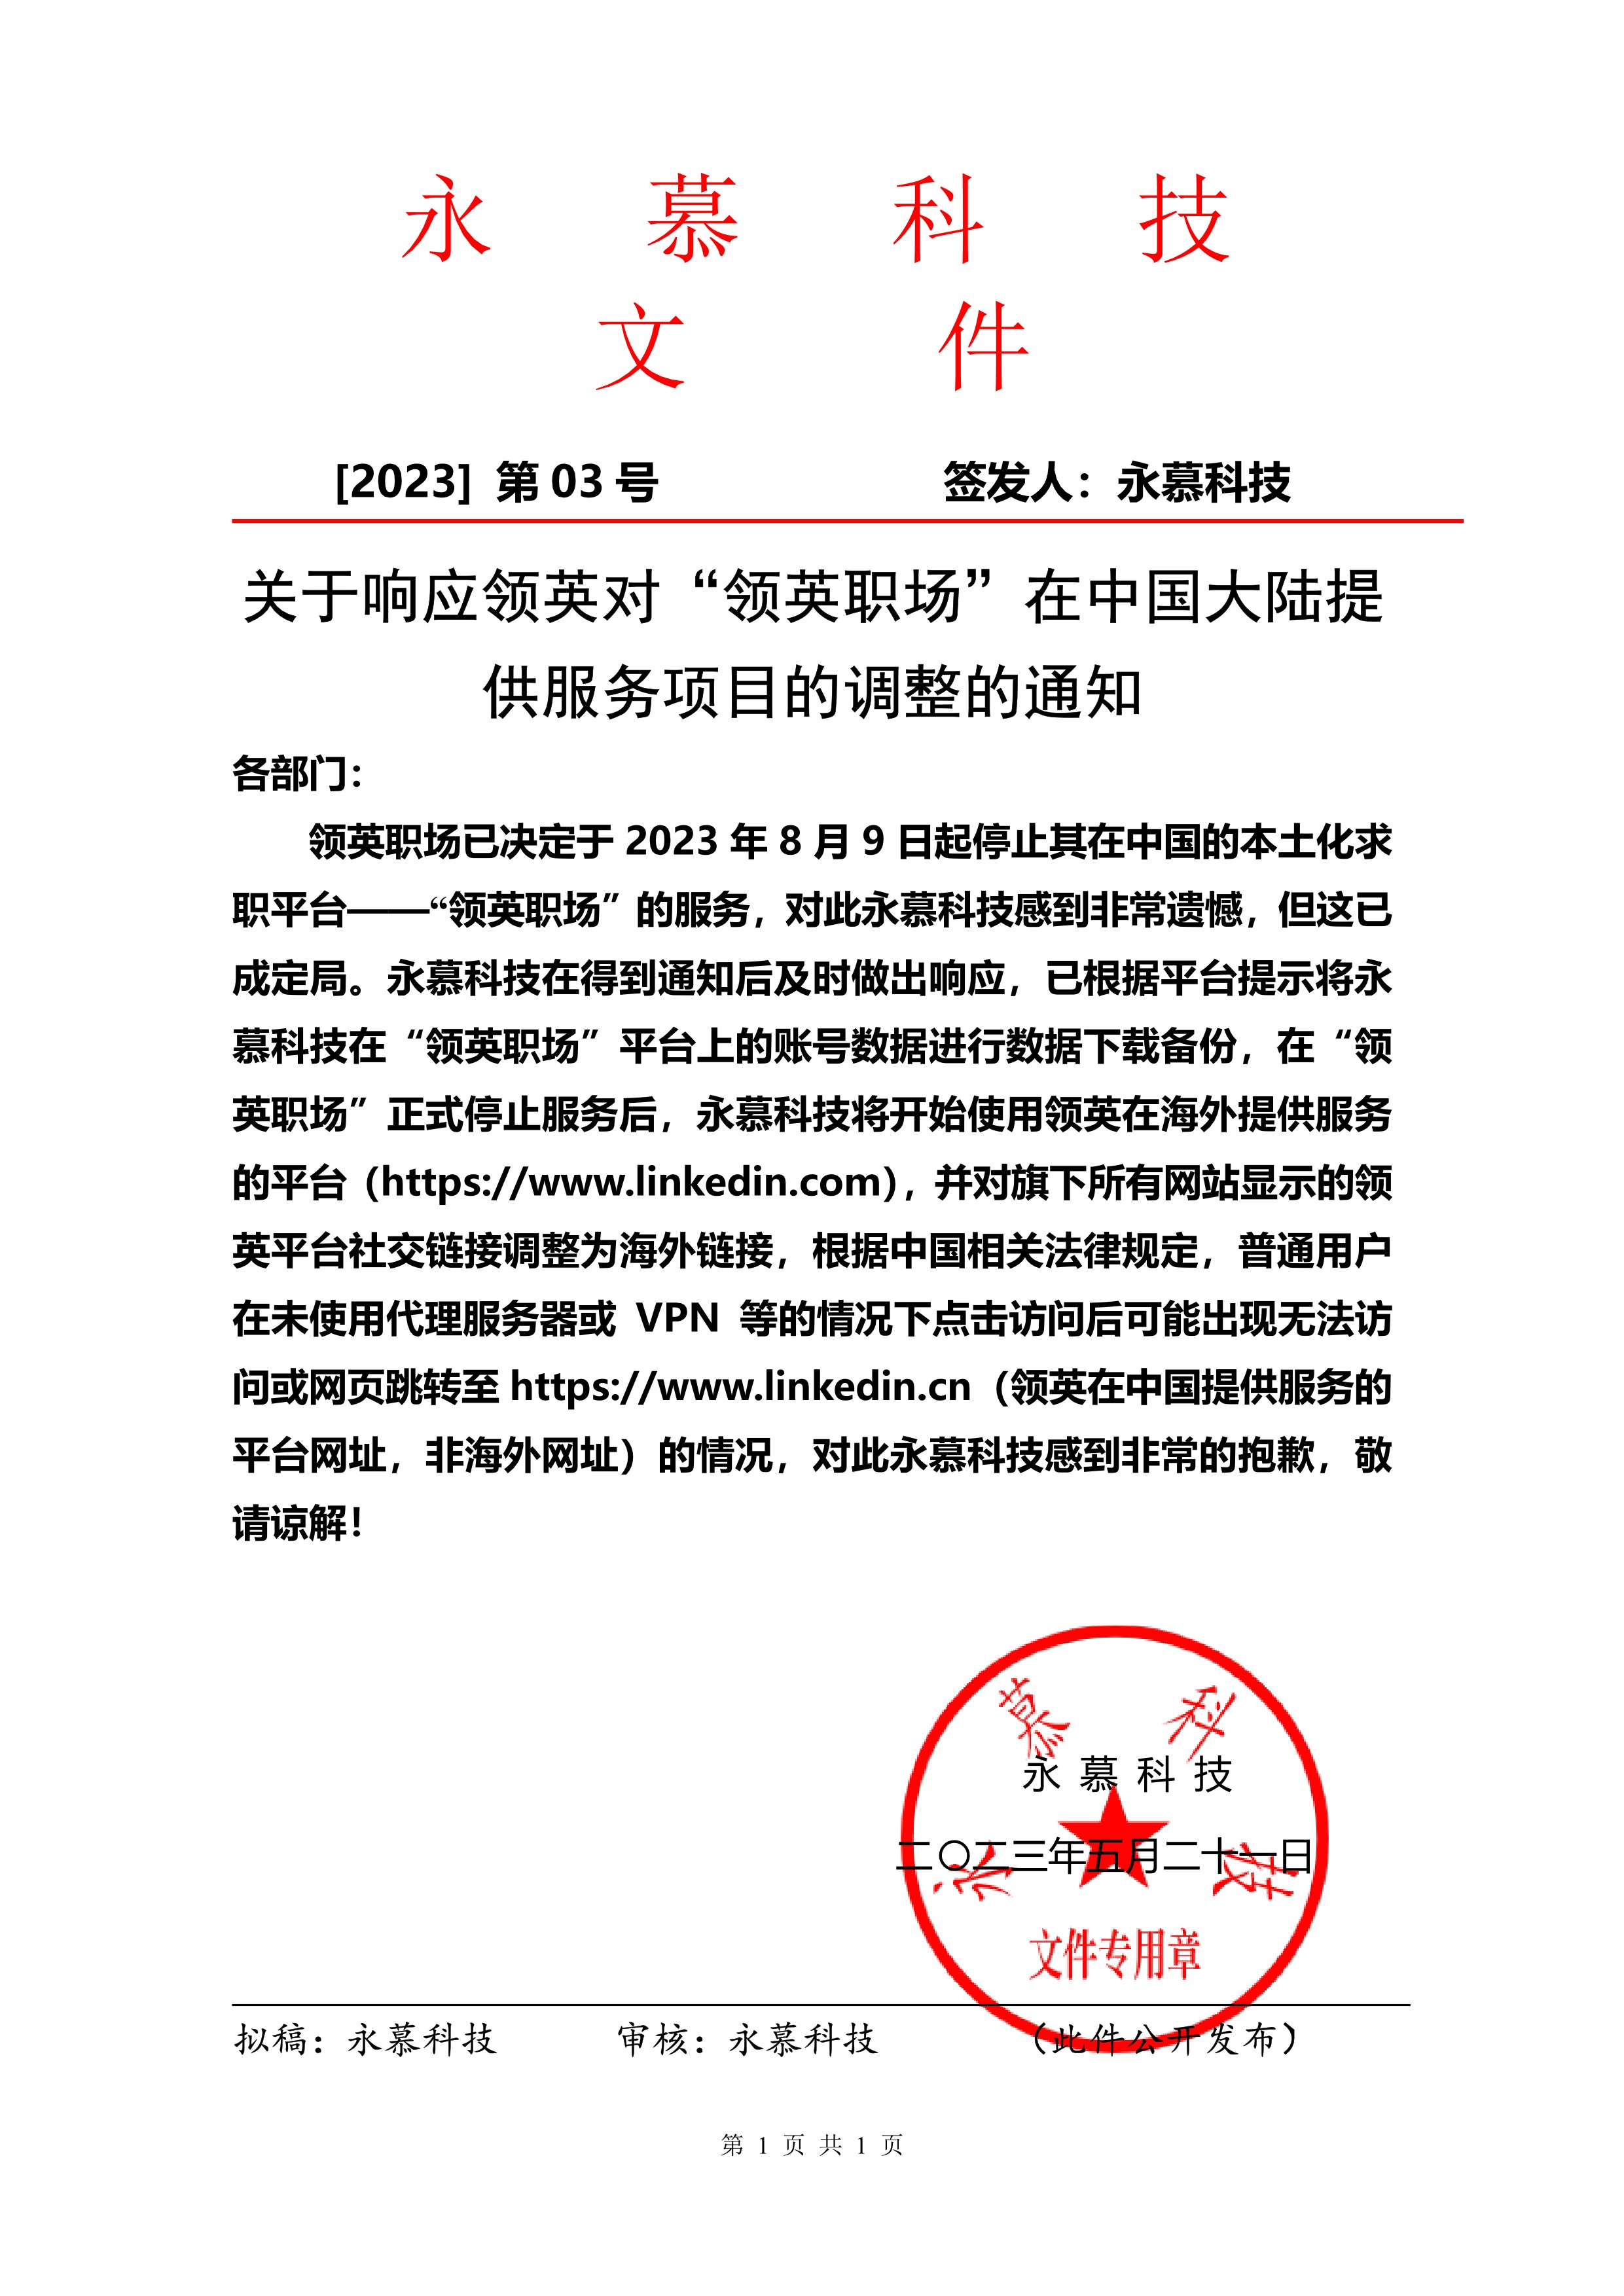 永慕科技
文件
[2023] 第 03 号 签发人：永慕科技
关于响应领英对“领英职场”在中国大陆提
供服务项目的调整的通知
各部门：
领英职场已决定于 2023 年 8 月 9 日起停止其在中国的本土化求
职平台——“领英职场”的服务，对此永慕科技感到非常遗憾，但这已
成定局。永慕科技在得到通知后及时做出响应，已根据平台提示将永
慕科技在“领英职场”平台上的账号数据进行数据下载备份，在“领
英职场”正式停止服务后，永慕科技将开始使用领英在海外提供服务
的平台（https://www.linkedin.com），并对旗下所有网站显示的领
英平台社交链接调整为海外链接，根据中国相关法律规定，普通用户
在未使用代理服务器或 VPN 等的情况下点击访问后可能出现无法访
问或网页跳转至 https://www.linkedin.cn（领英在中国提供服务的
平台网址，非海外网址）的情况，对此永慕科技感到非常的抱歉，敬
请谅解！
永慕科技
永慕科技
二〇二三年五月二十一日
文件专用章
拟稿：永慕科技 审核：永慕科技 （此件公开发布）
第 1 页 共 1 页